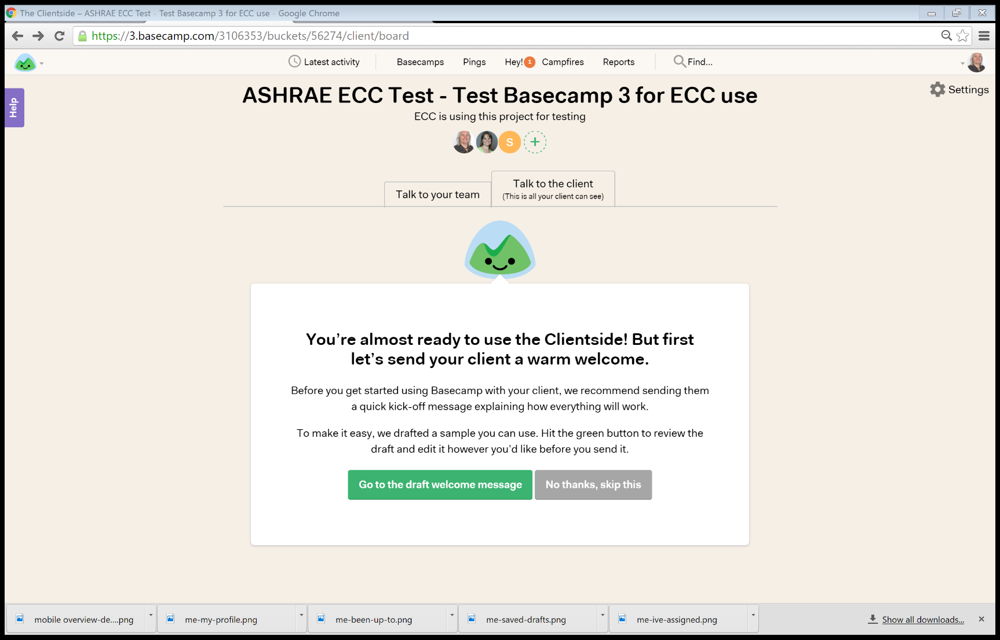 The Clientside – ASHRAE ECC Test - Test Basecamp 3 for ECC use - Google Chrome
https://3.basecamp.com/3106353/buckets/56274/client/board
Latest activity Basecamps Pings Hey! 1 Campfires Reports Find...
Help
Settings
ASHRAE ECC Test - Test Basecamp 3 for ECC use
ECC is using this project for testing
S +
Talk to your team
Talk to the client
(This is all your client can see)
You’re almost ready to use the Clientside! But first
let’s send your client a warm welcome.
Before you get started using Basecamp with your client, we recommend sending them
a quick kick-off message explaining how everything will work.
To make it easy, we drafted a sample you can use. Hit the green button to review the
draft and edit it however you’d like before you send it.
Go to the draft welcome message No thanks, skip this
mobile overview-de....png me-my-profile.png me-been-up-to.png me-saved-drafts.png me-ive-assigned.png Show all downloads...